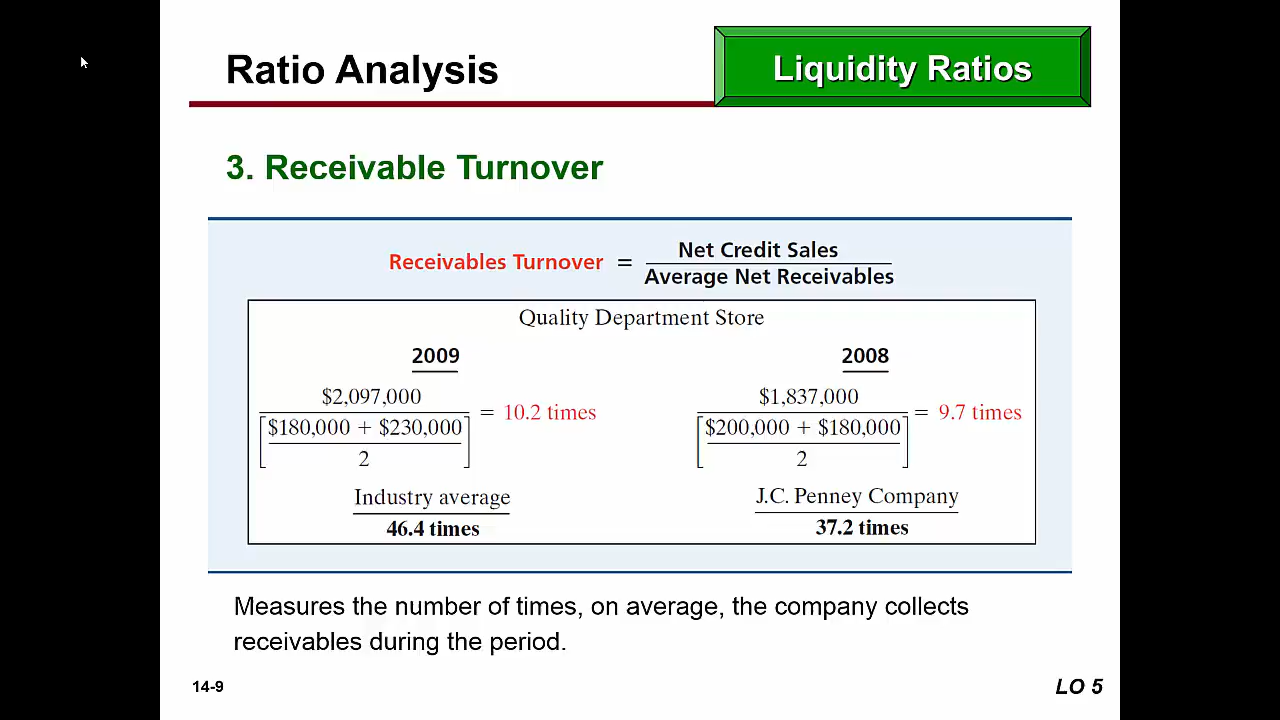 Ratio Analysis
Liquidity Ratios
3. Receivable Turnover
Receivables Turnover = Net Credit Sales
Average Net Receivables
Quality Department Store
2009 2008
$2,097,000 $1,837,000
= 10.2 times = 9.7 times
[$180,000 + $230,000] [$200,000 + $180,000]
2 2
Industry average J.C. Penney Company
46.4 times 37.2 times
Measures the number of times, on average, the company collects
receivables during the period.
14-9 LO 5